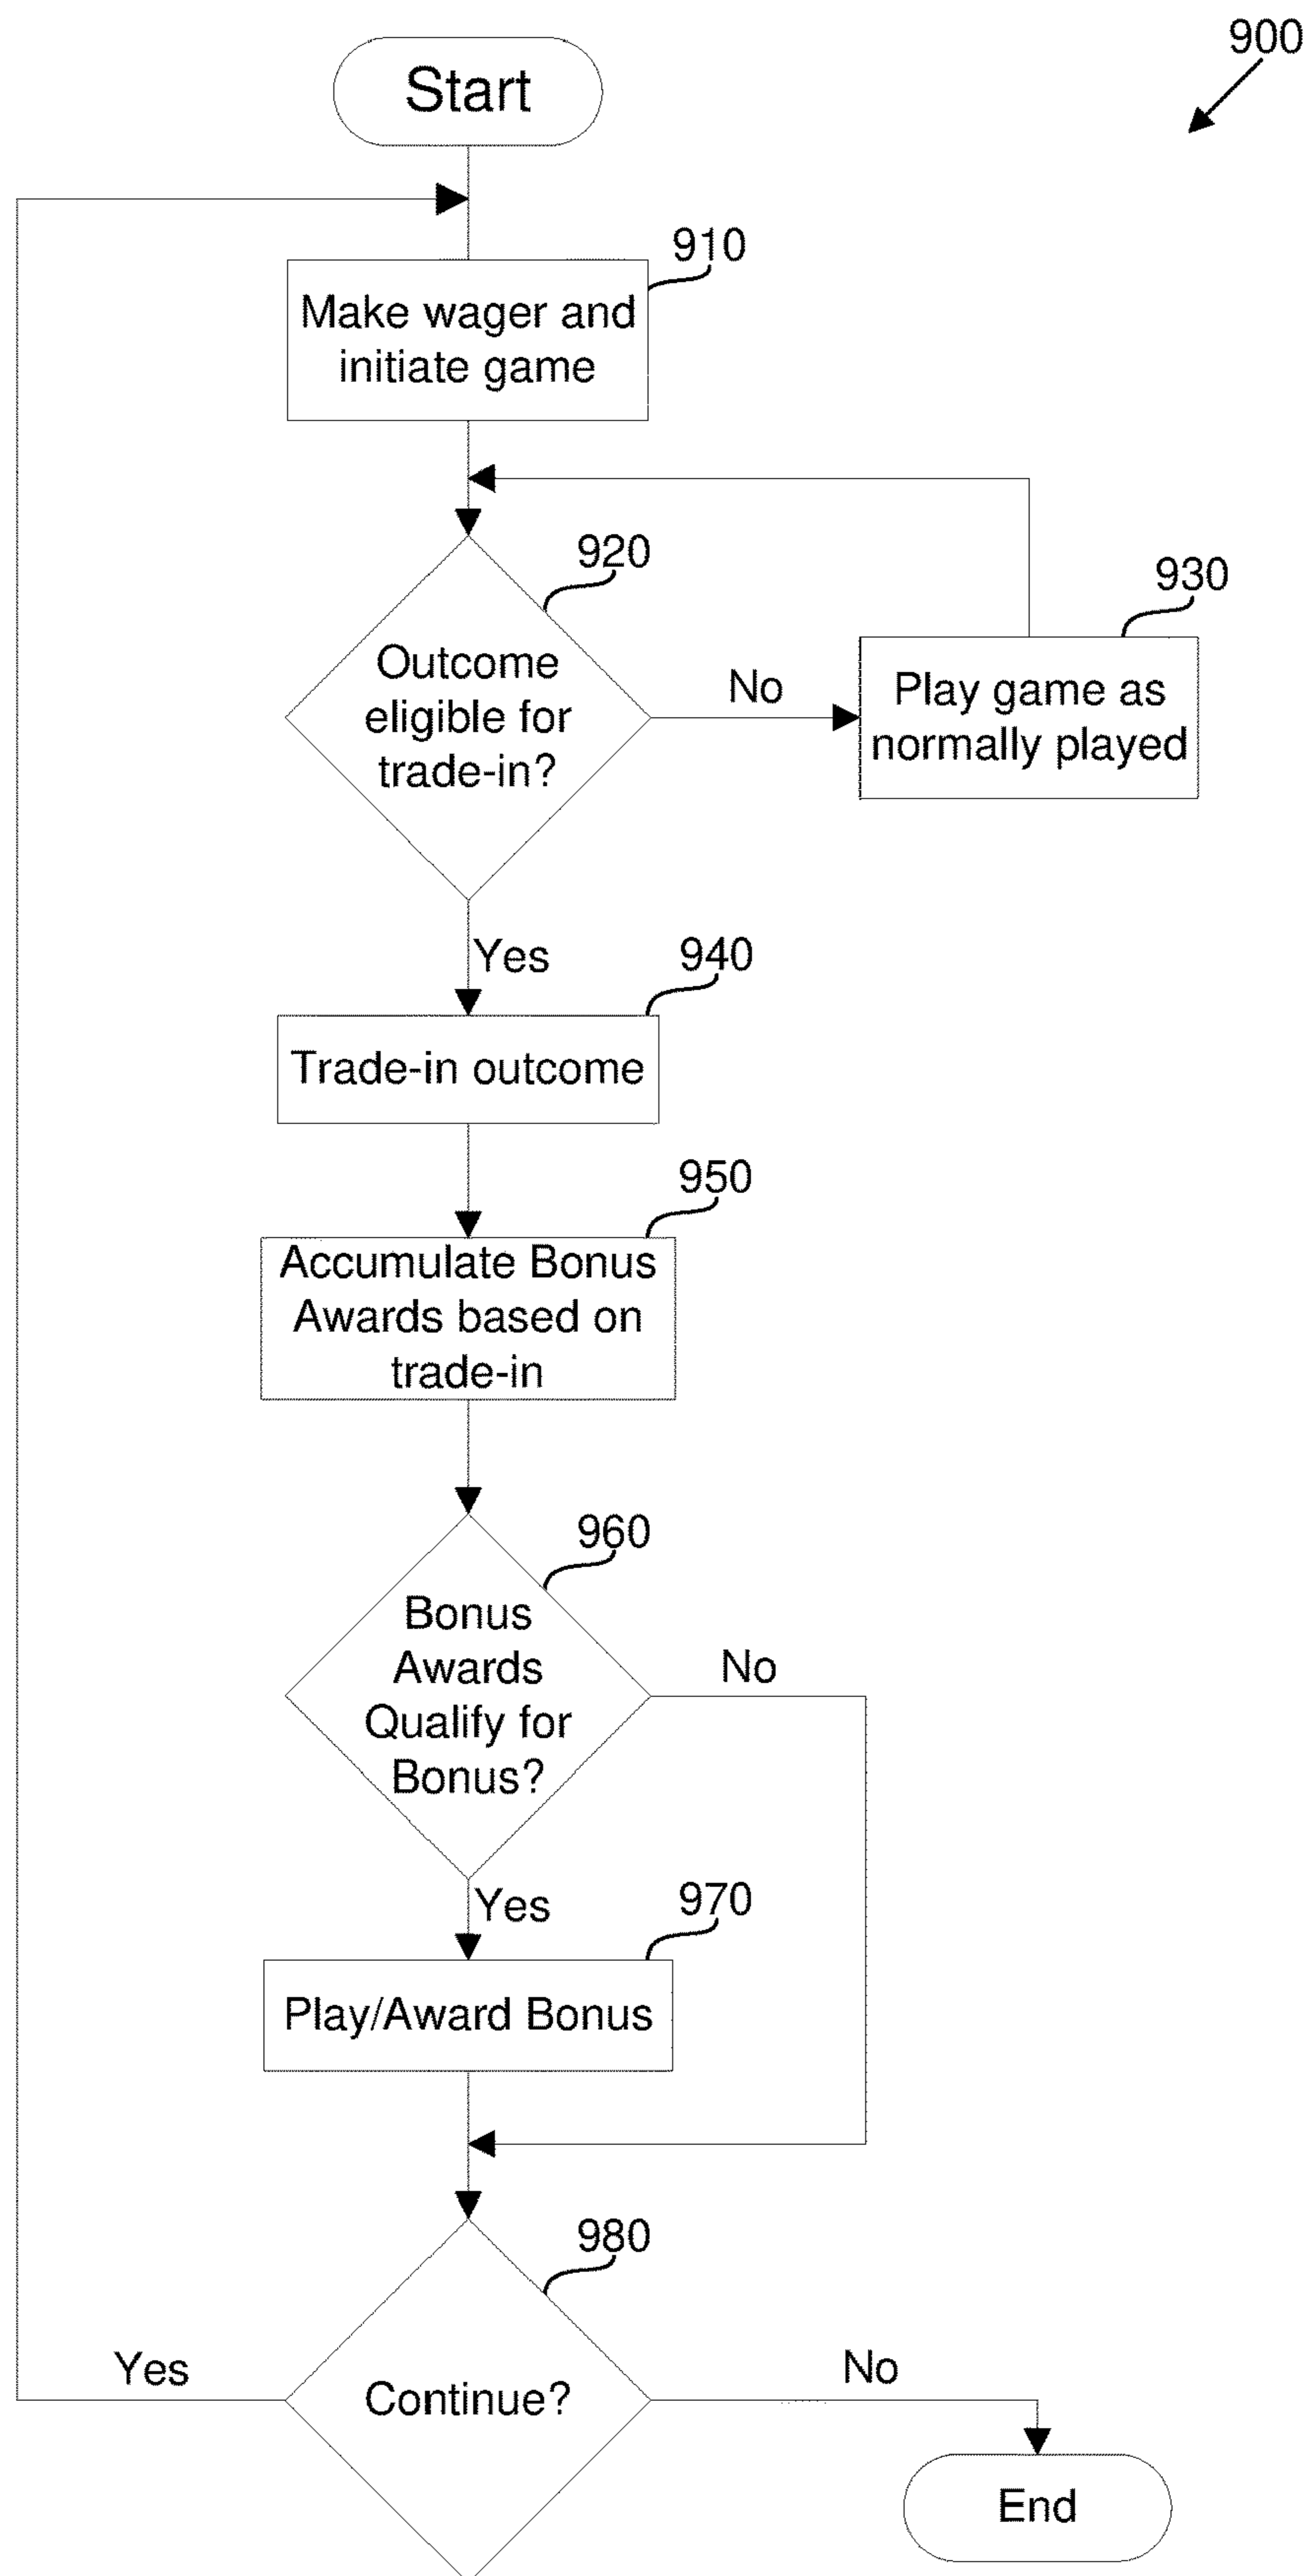 900
Start
910
Make wager and
initiate game
920
Outcome
eligible for
trade-in?
No
930
Play game as
normally played
Yes
940
Trade-in outcome
950
Accumulate Bonus
Awards based on
trade-in
960
Bonus
Awards
Qualify for
Bonus?
No
Yes
970
Play/Award Bonus
980
Continue?
Yes
No
End